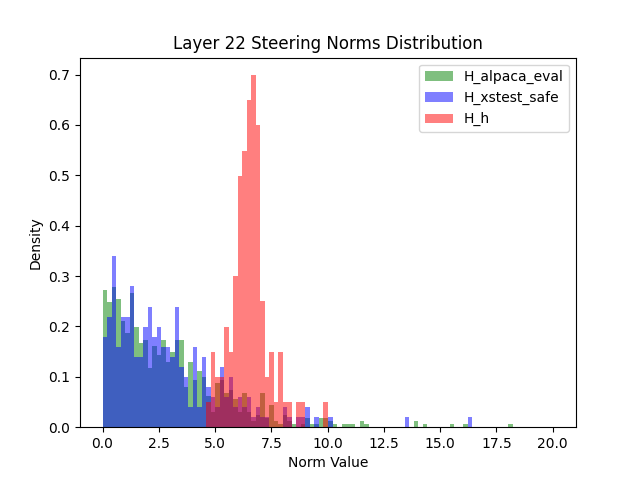 Layer 22 Steering Norms Distribution
H_alpaca_eval
H_xstest_safe
H_h
Density
0.7
0.6
0.5
0.4
0.3
0.2
0.1
0.0
0.0 2.5 5.0 7.5 10.0 12.5 15.0 17.5 20.0
Norm Value